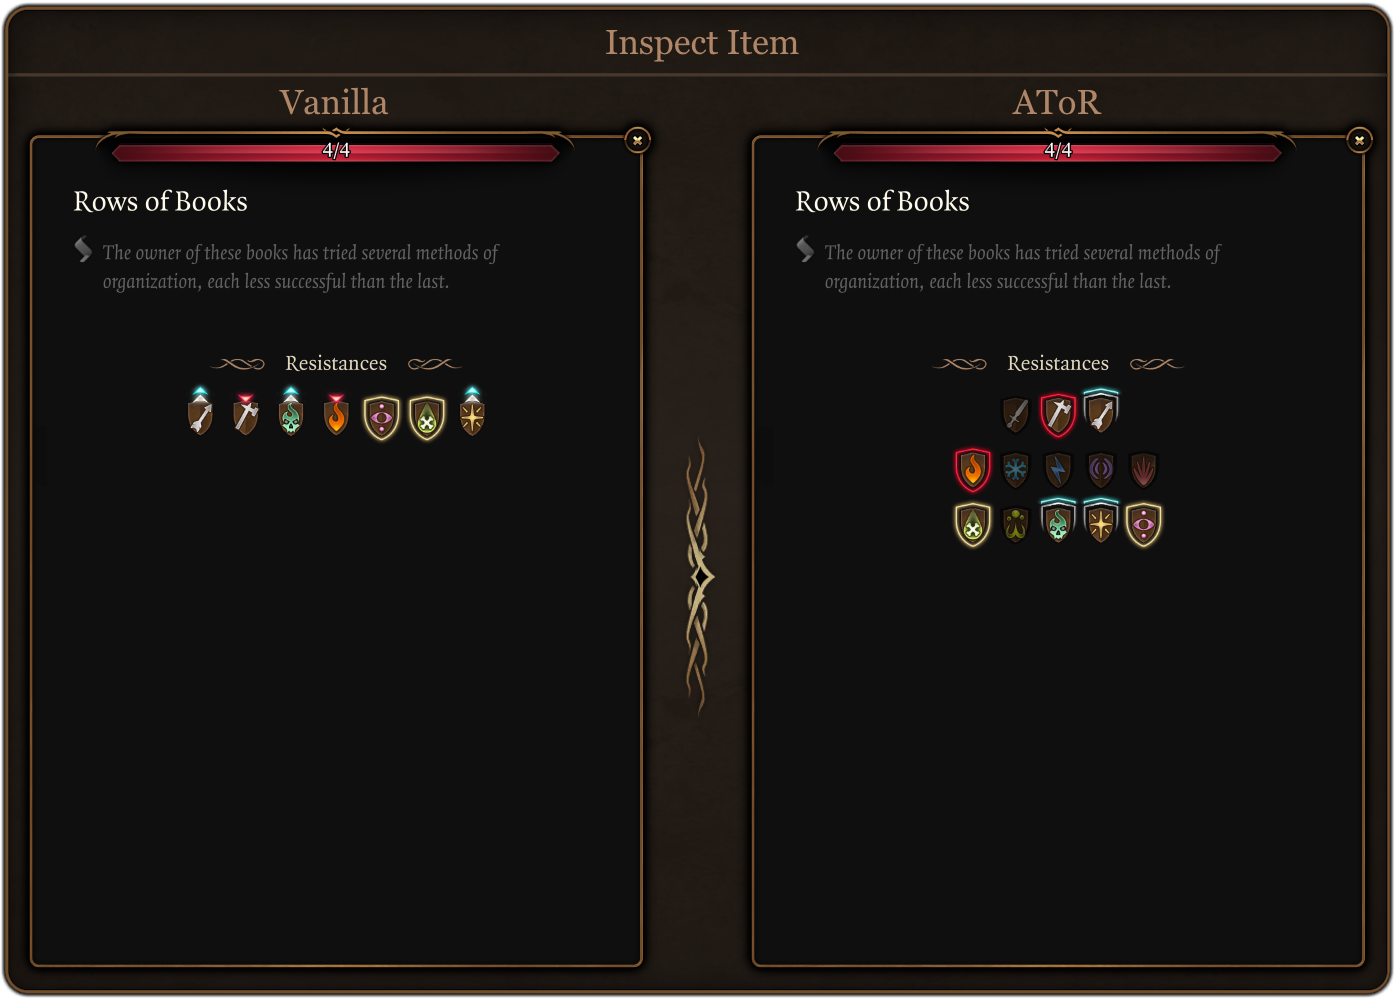 Inspect Item
Vanilla
4/4
Rows of Books
The owner of these books has tried several methods of
organization, each less successful than the last.
Resistances
AToR
4/4
Rows of Books
The owner of these books has tried several methods of
organization, each less successful than the last.
Resistances